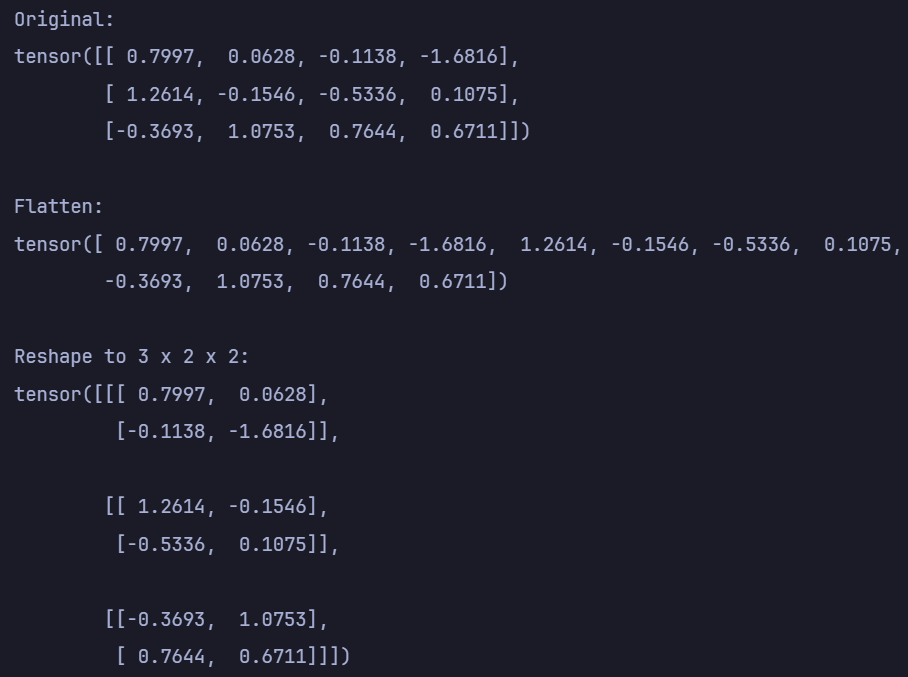 Original:
tensor([[ 0.7997,  0.0628, -0.1138, -1.6816],
        [ 1.2614, -0.1546, -0.5336,  0.1075],
        [-0.3693,  1.0753,  0.7644,  0.6711]])

Flatten:
tensor([ 0.7997,  0.0628, -0.1138, -1.6816,  1.2614, -0.1546, -0.5336,  0.1075,
        -0.3693,  1.0753,  0.7644,  0.6711])

Reshape to 3 x 2 x 2:
tensor([[[ 0.7997,  0.0628],
         [-0.1138, -1.6816]],

        [[ 1.2614, -0.1546],
         [-0.5336,  0.1075]],

        [[-0.3693,  1.0753],
         [ 0.7644,  0.6711]]])